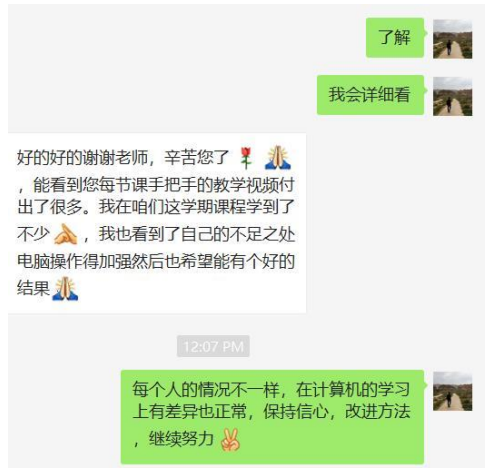 了解
我会详细看
好的好的谢谢老师，辛苦您了🌹🙏
，能看到您每节课手把手的教学视频付
出了很多。我在咱们这学期课程学到了
不少🙏，我也看到了自己的不足之处
电脑操作得加强然后也希望能有个好的
结果🙏
12:07 PM
每个人的情况不一样，在计算机的学习
上有差异也正常，保持信心，改进方法
，继续努力✌